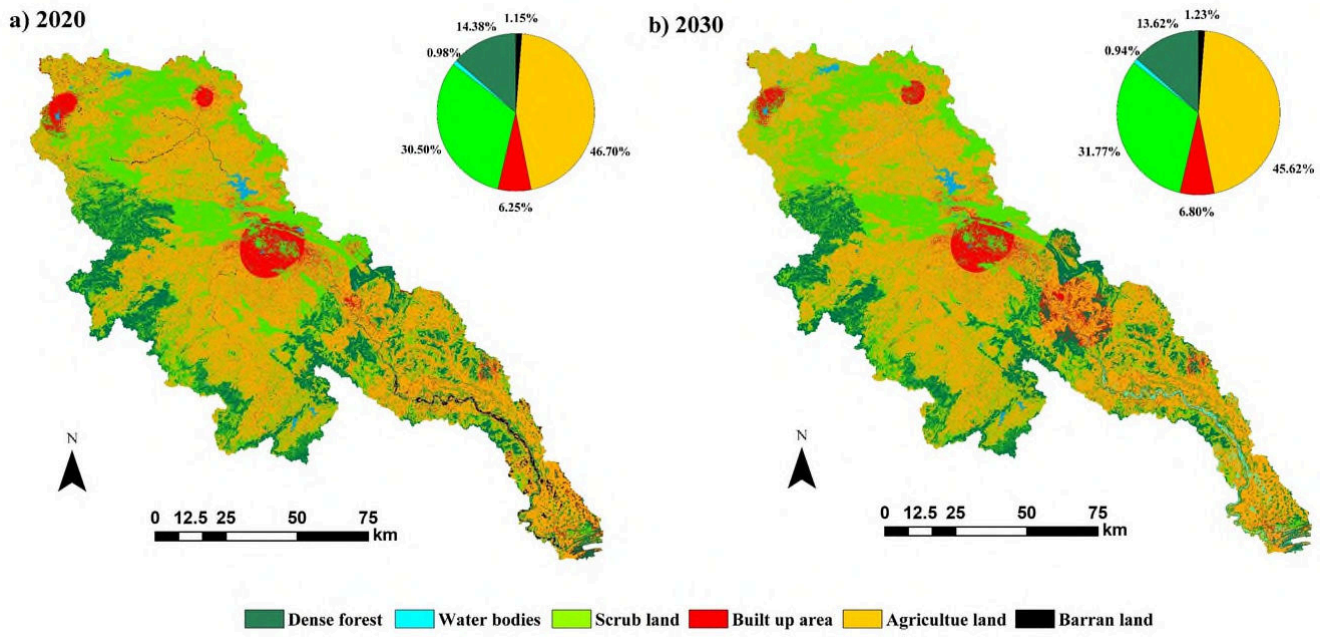 a) 2020
1.15%
14.38%
0.98%
30.50%
46.70%
6.25%
N
0 12.5 25 50 75
km
b) 2030
1.23%
13.62%
0.94%
31.77%
45.62%
6.80%
N
0 12.5 25 50 75
km
Dense forest Water bodies Scrub land Built up area Agricultue land Barran land